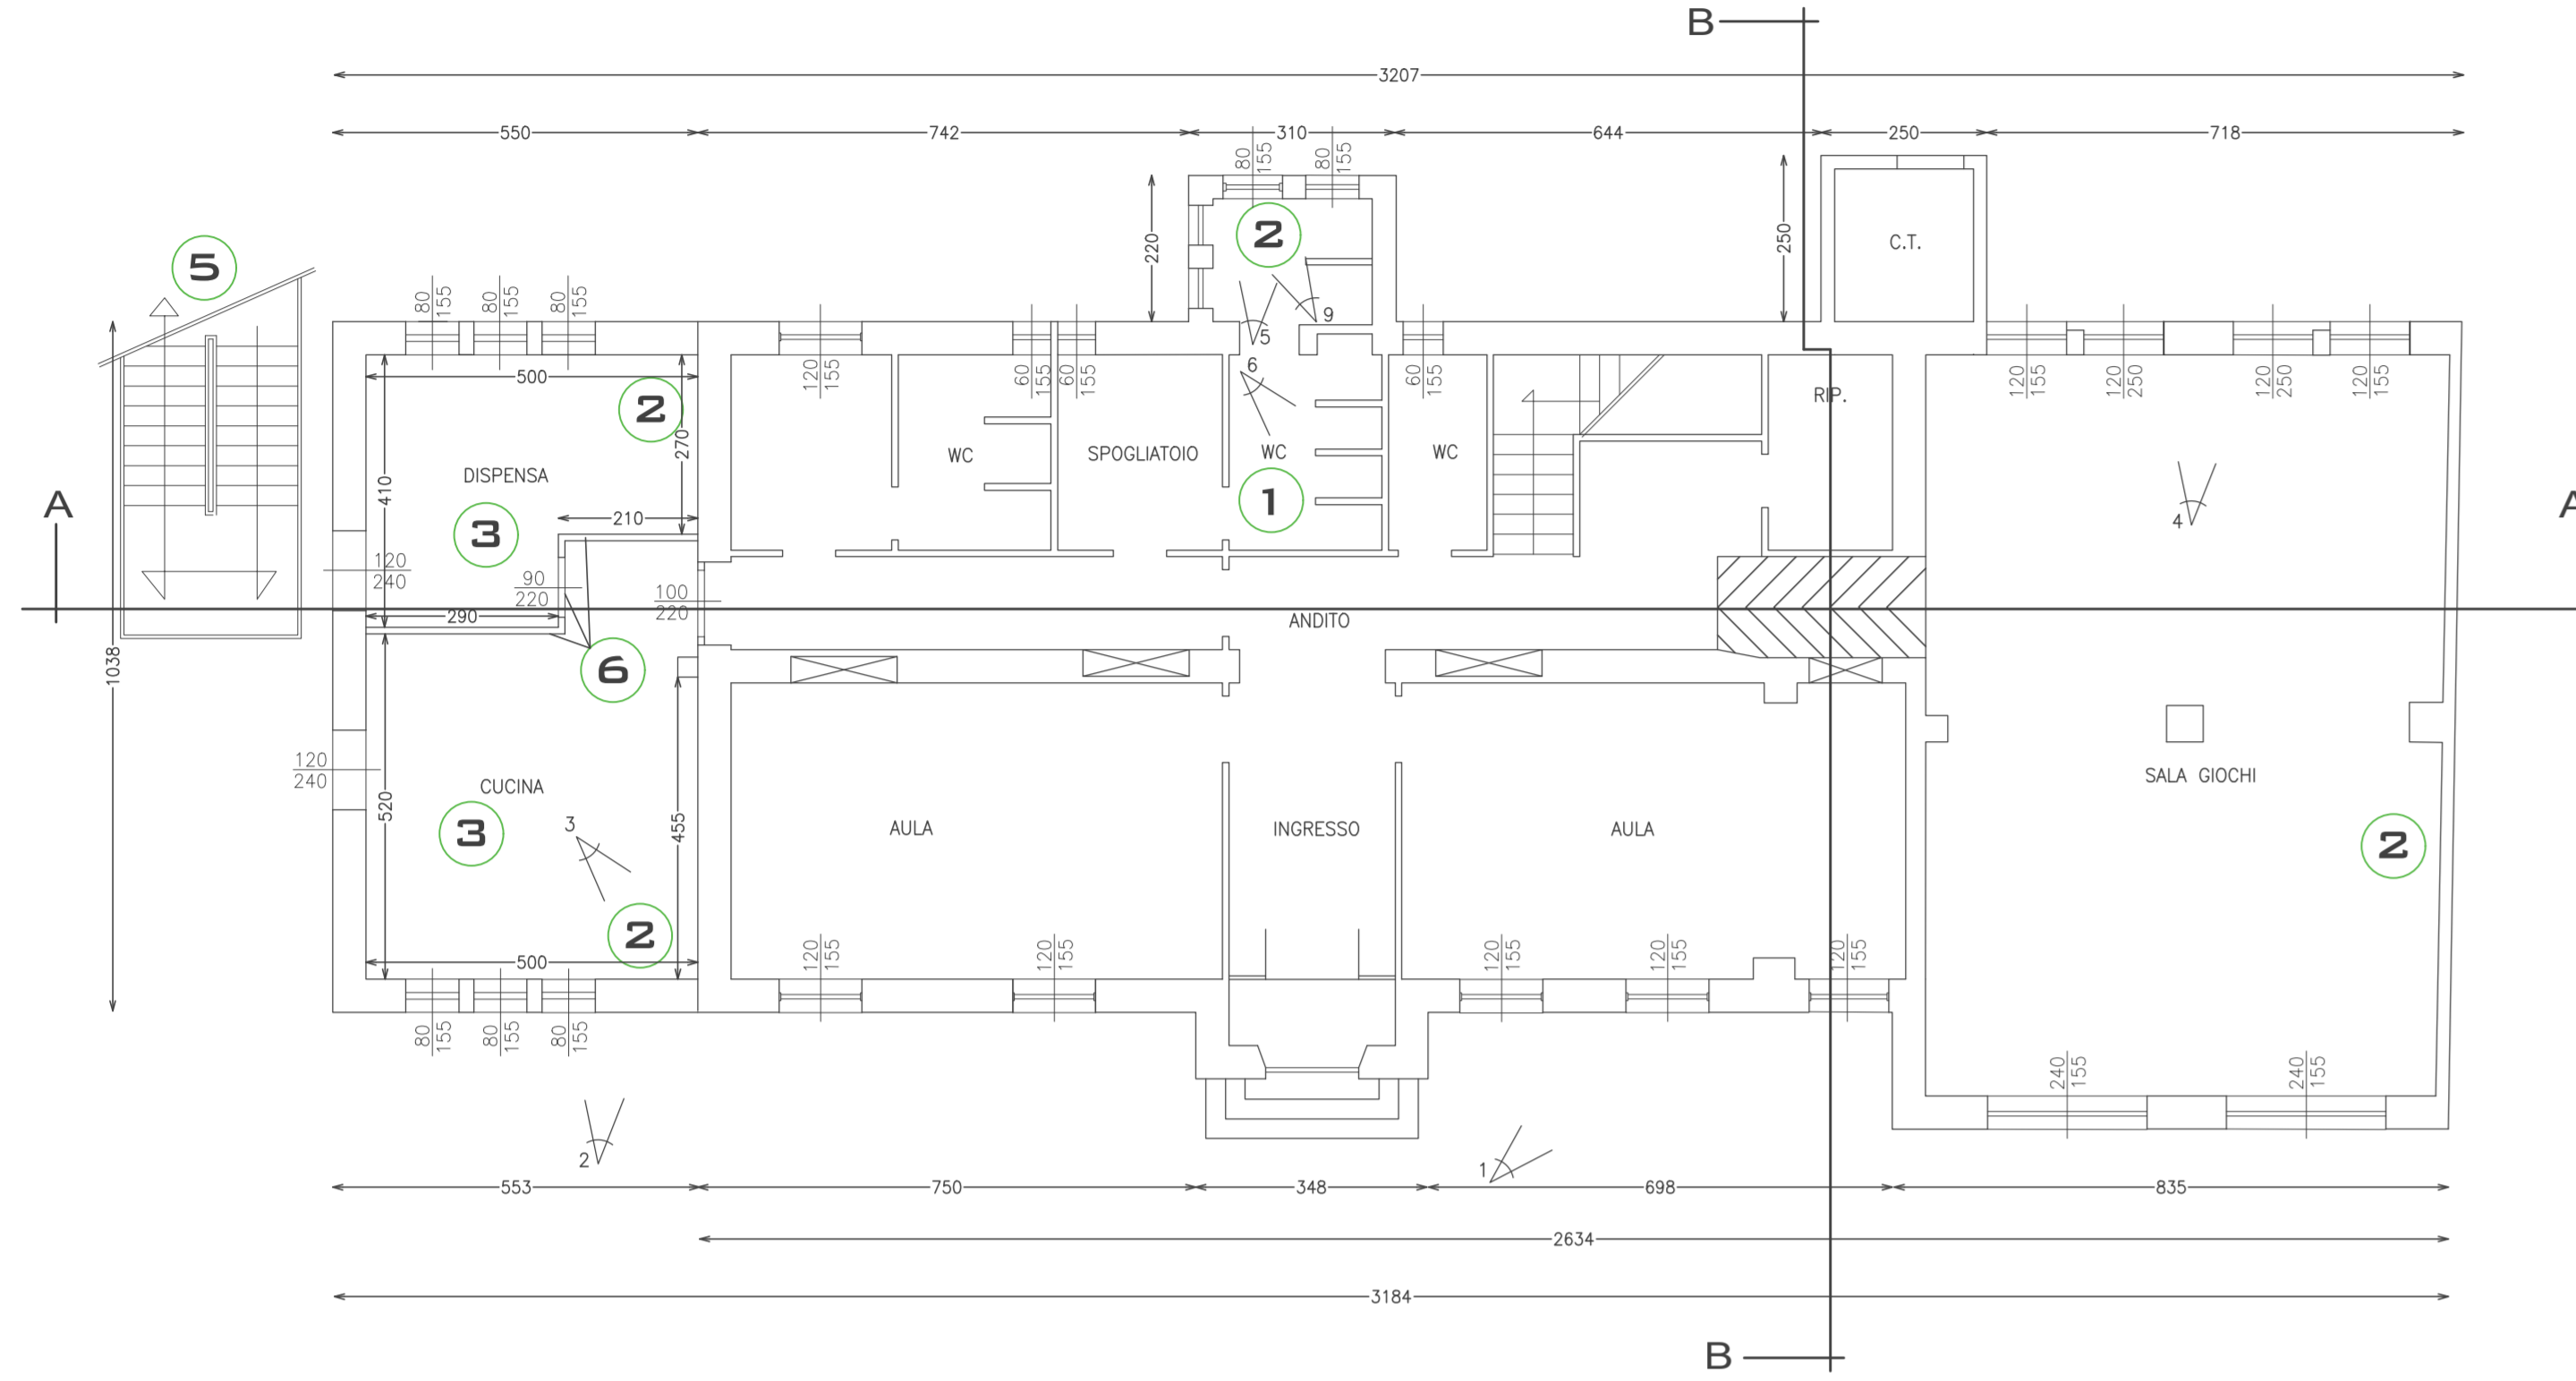 B
3207
550 742 310 644 250 718
80 155 80 155
220
250
C.T.
2
5
80 155 80 155 80 155
120 155
60 155 60 155
9
5
6
60 155
120 155 120 250 120 250 120 155
500
2
270
RIP.
DISPENSA
410
WC
SPOGLIATOIO
WC
WC
1
A
A
210
3
4
120 240
90 220
100 220
290
ANDITO
1038
6
120 240
CUCINA
520
455
3
3
SALA GIOCHI
AULA
INGRESSO
AULA
2
2
500
120 155 120 155
120 155 120 155 120 155
80 155 80 155 80 155
240 155 240 155
2
1
553 750 348 698 835
2634
3184
B